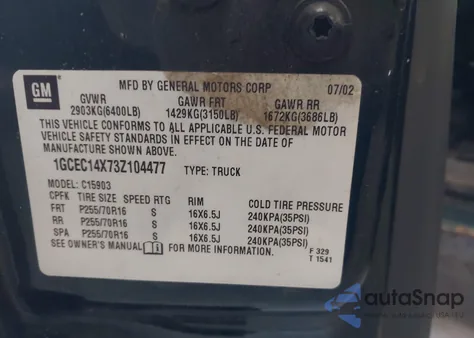 GM
MFD BY GENERAL MOTORS CORP 07/02
GVWR GAWR FRT GAWR RR
2903KG(6400LB) 1429KG(3150LB) 1672KG(3686LB)
THIS VEHICLE CONFORMS TO ALL APPLICABLE U.S. FEDERAL MOTOR
VEHICLE SAFETY STANDARDS IN EFFECT ON THE DATE OF
MANUFACTURE SHOWN ABOVE.
1GCEC14X73Z104477 TYPE: TRUCK
MODEL: C15903
CPFK TIRE SIZE SPEED RTG RIM COLD TIRE PRESSURE
FRT P255/70R16 S 16X6.5J 240KPA(35PSI)
RR P255/70R16 S 16X6.5J 240KPA(35PSI)
SPA P255/70R16 S 16X6.5J 240KPA(35PSI)
SEE OWNER'S MANUAL FOR MORE INFORMATION.
F 329
T 1541
autaSnap